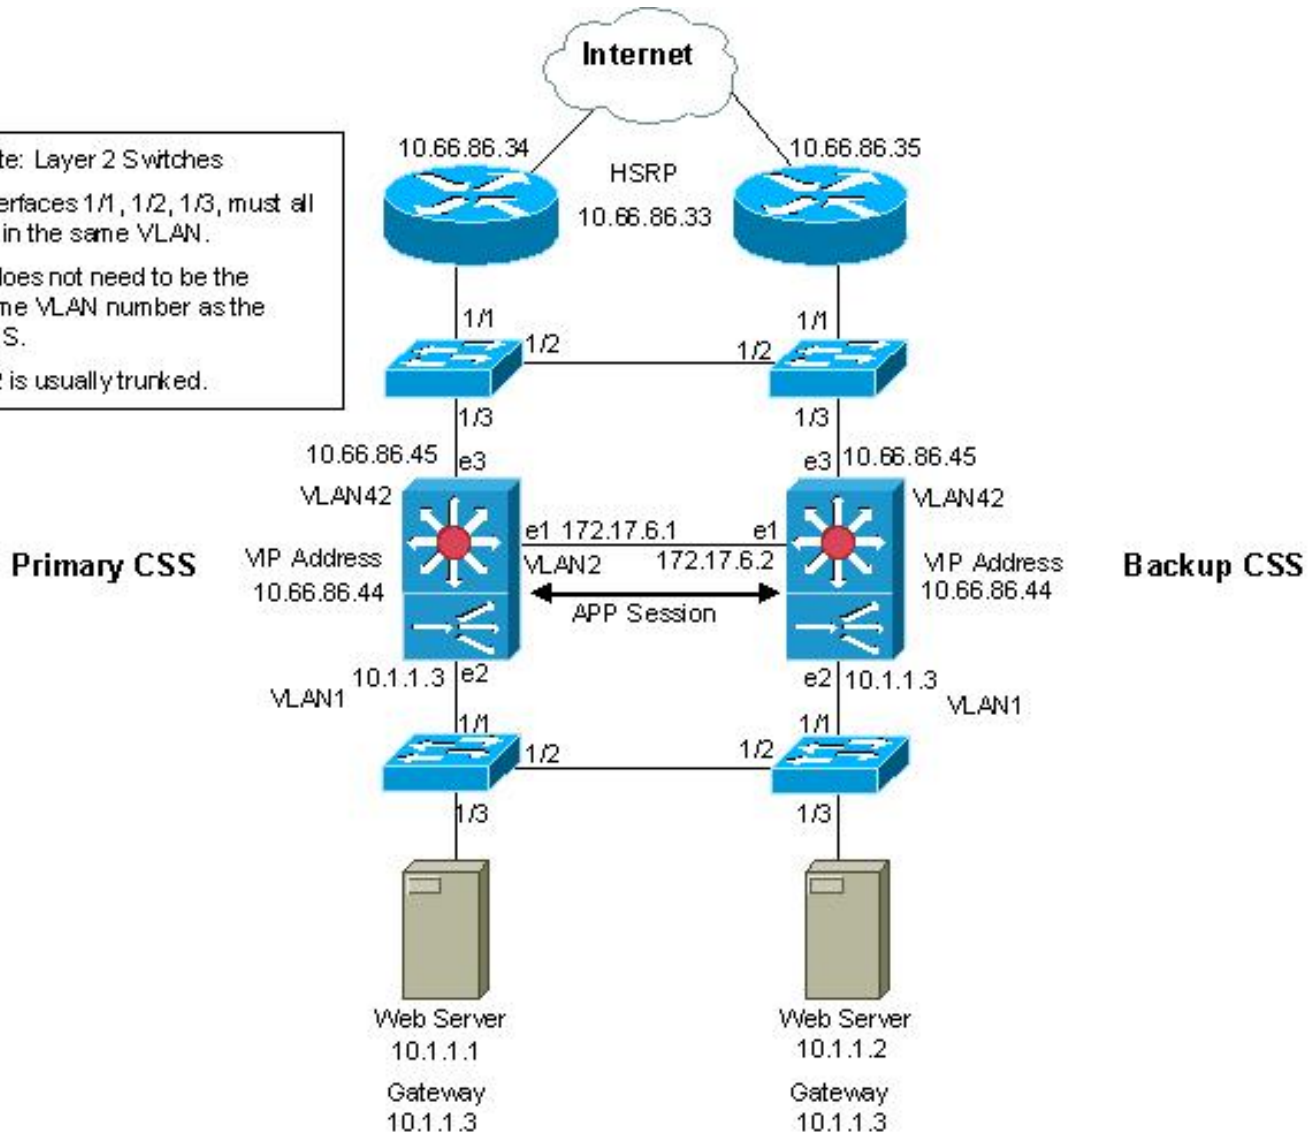 Internet
10.66.86.34
10.66.86.35
HSRP
10.66.86.33
te: Layer 2 Switches
erfaces 1/1, 1/2, 1/3, must all
in the same VLAN.
does not need to be the
me VLAN number as the
S.
is usually trunked.
1/1
1/1
1/2
1/2
1/3
1/3
10.66.86.45
e3
e3
10.66.86.45
VLAN42
VLAN42
e1
172.17.6.1
e1
VLAN2
172.17.6.2
APP Session
Primary CSS
VIP Address
10.66.86.44
VIP Address
10.66.86.44
Backup CSS
10.1.1.3
e2
e2
10.1.1.3
VLAN1
VLAN1
1/1
1/1
1/2
1/2
1/3
1/3
Web Server
10.1.1.1
Gateway
10.1.1.3
Web Server
10.1.1.2
Gateway
10.1.1.3